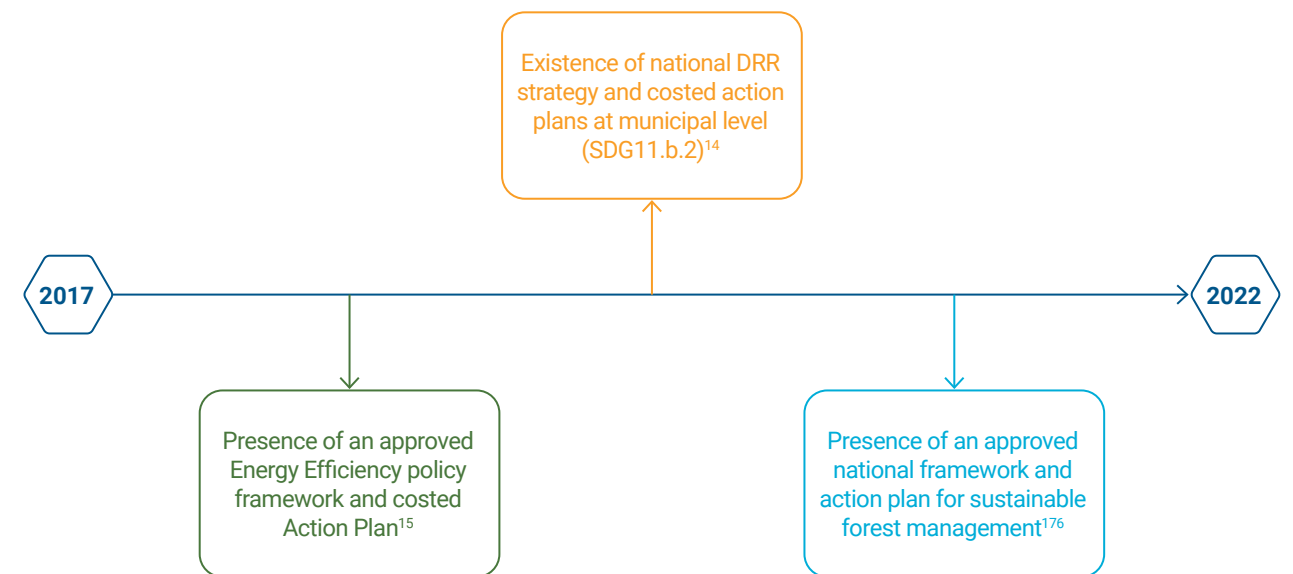 Existence of national DRR
strategy and costed action
plans at municipal level
(SDG11.b.2)14
2017
2022
Presence of an approved
Energy Efficiency policy
framework and costed
Action Plan15
Presence of an approved
national framework and
action plan for sustainable
forest management176